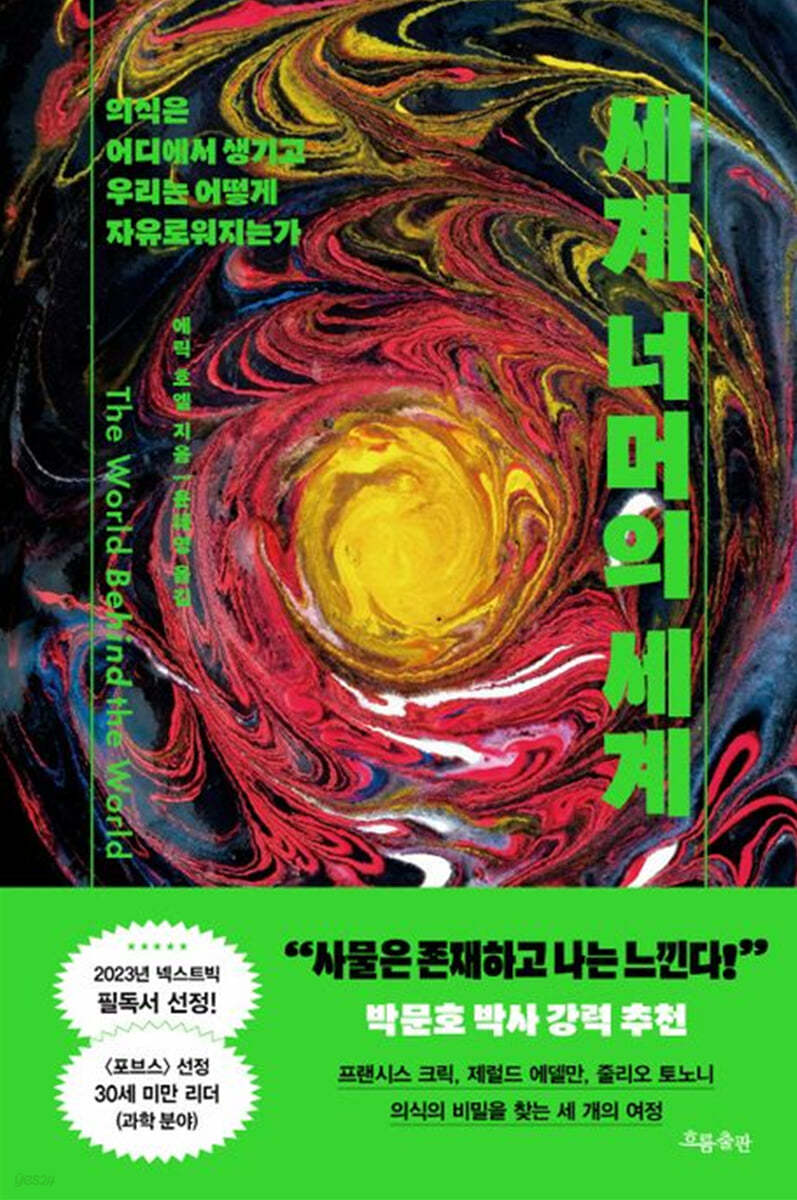 의식은
어디에서 생기고
우리는 어떻게
자유로워지는가
세계 너머의 세계
에릭 호엘 지음 | 윤혜영 옮김
The World Behind the World
“사물은 존재하고 나는 느낀다!”
박문호 박사 강력 추천
프랜시스 크릭, 제럴드 에델만, 줄리오 토노니
의식의 비밀을 찾는 세 개의 여정
2023년 넥스트빅
필독서 선정!
〈포브스〉 선정
30세 미만 리더
(과학 분야)
흐름출판
yes24